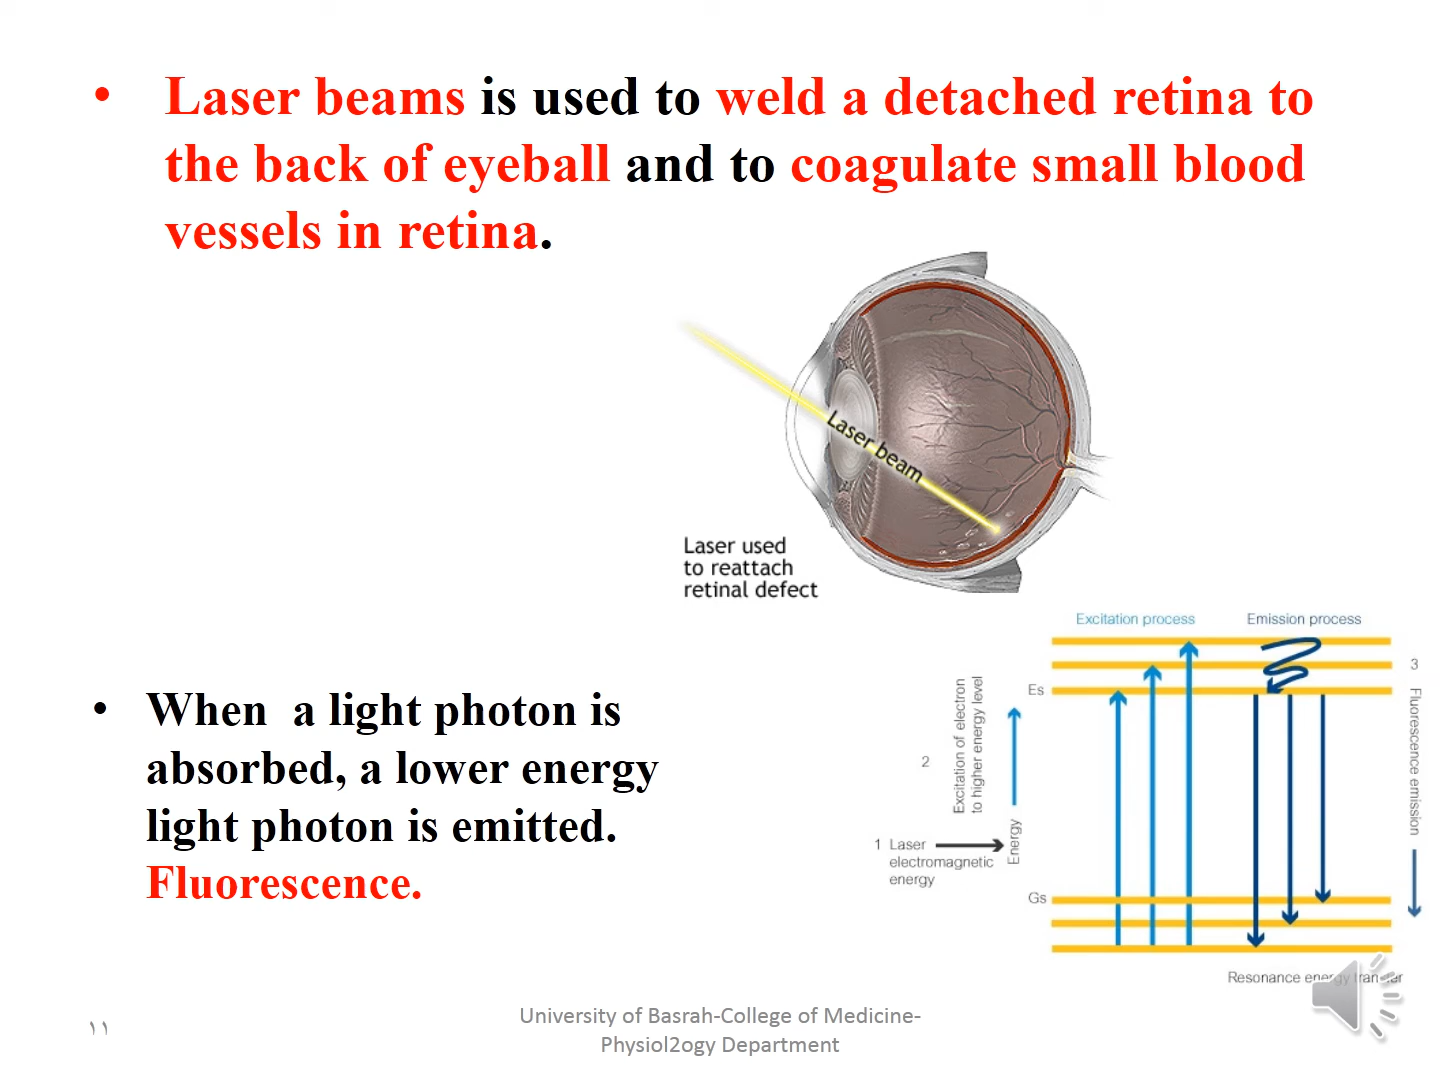 • Laser beams is used to weld a detached retina to
the back of eyeball and to coagulate small blood
vessels in retina.
Laser beam
Laser used
to reattach
retinal defect
• When a light photon is
absorbed, a lower energy
light photon is emitted.
Fluorescence.
Excitation process
Emission process
Es
3
Fluorescence emission
2
Excitation of electron
to higher energy level
Energy
1 Laser
electromagnetic
energy
Gs
Resonance energy transfer
University of Basrah-College of Medicine-
Physiol2ogy Department
١١